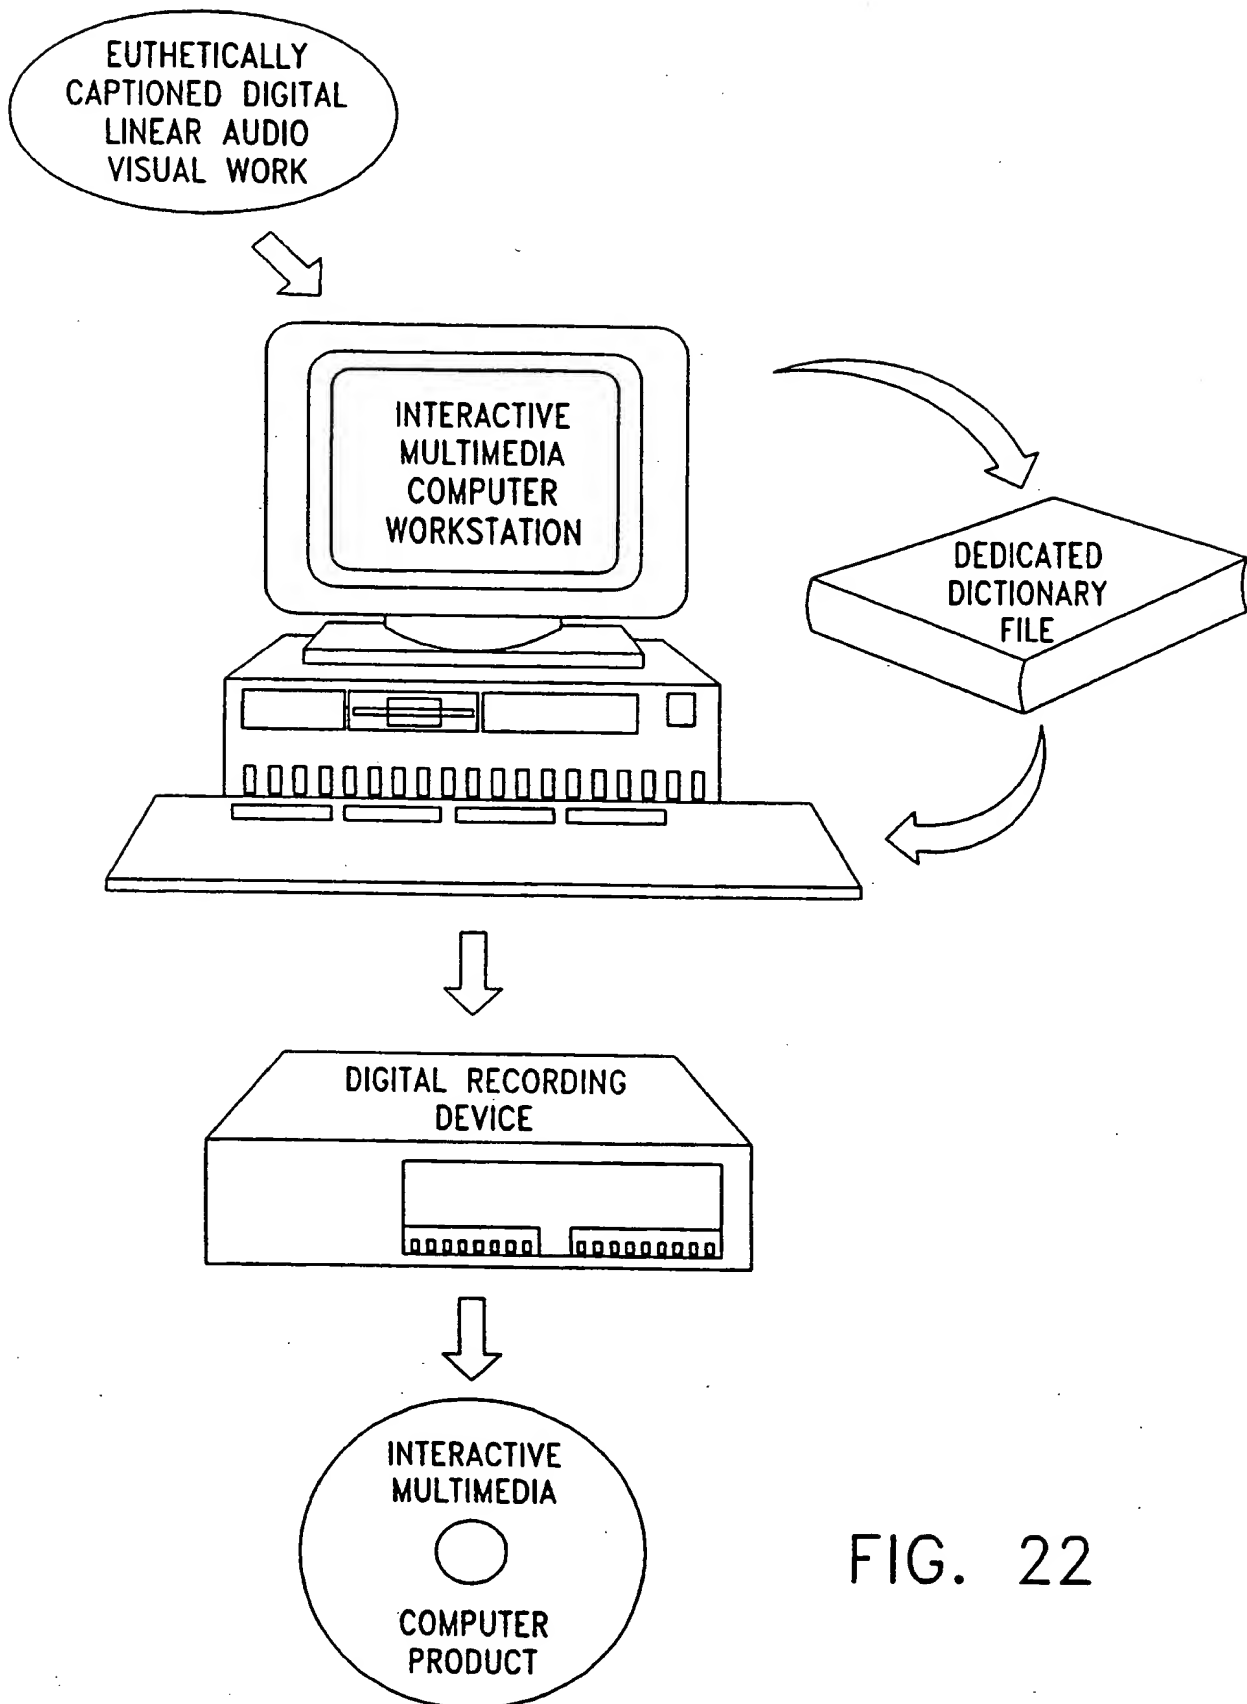 EUTHETICALLY
CAPTIONED DIGITAL
LINEAR AUDIO
VISUAL WORK
INTERACTIVE
MULTIMEDIA
COMPUTER
WORKSTATION
DEDICATED
DICTIONARY
FILE
DIGITAL RECORDING
DEVICE
INTERACTIVE
MULTIMEDIA
COMPUTER
PRODUCT
FIG. 22